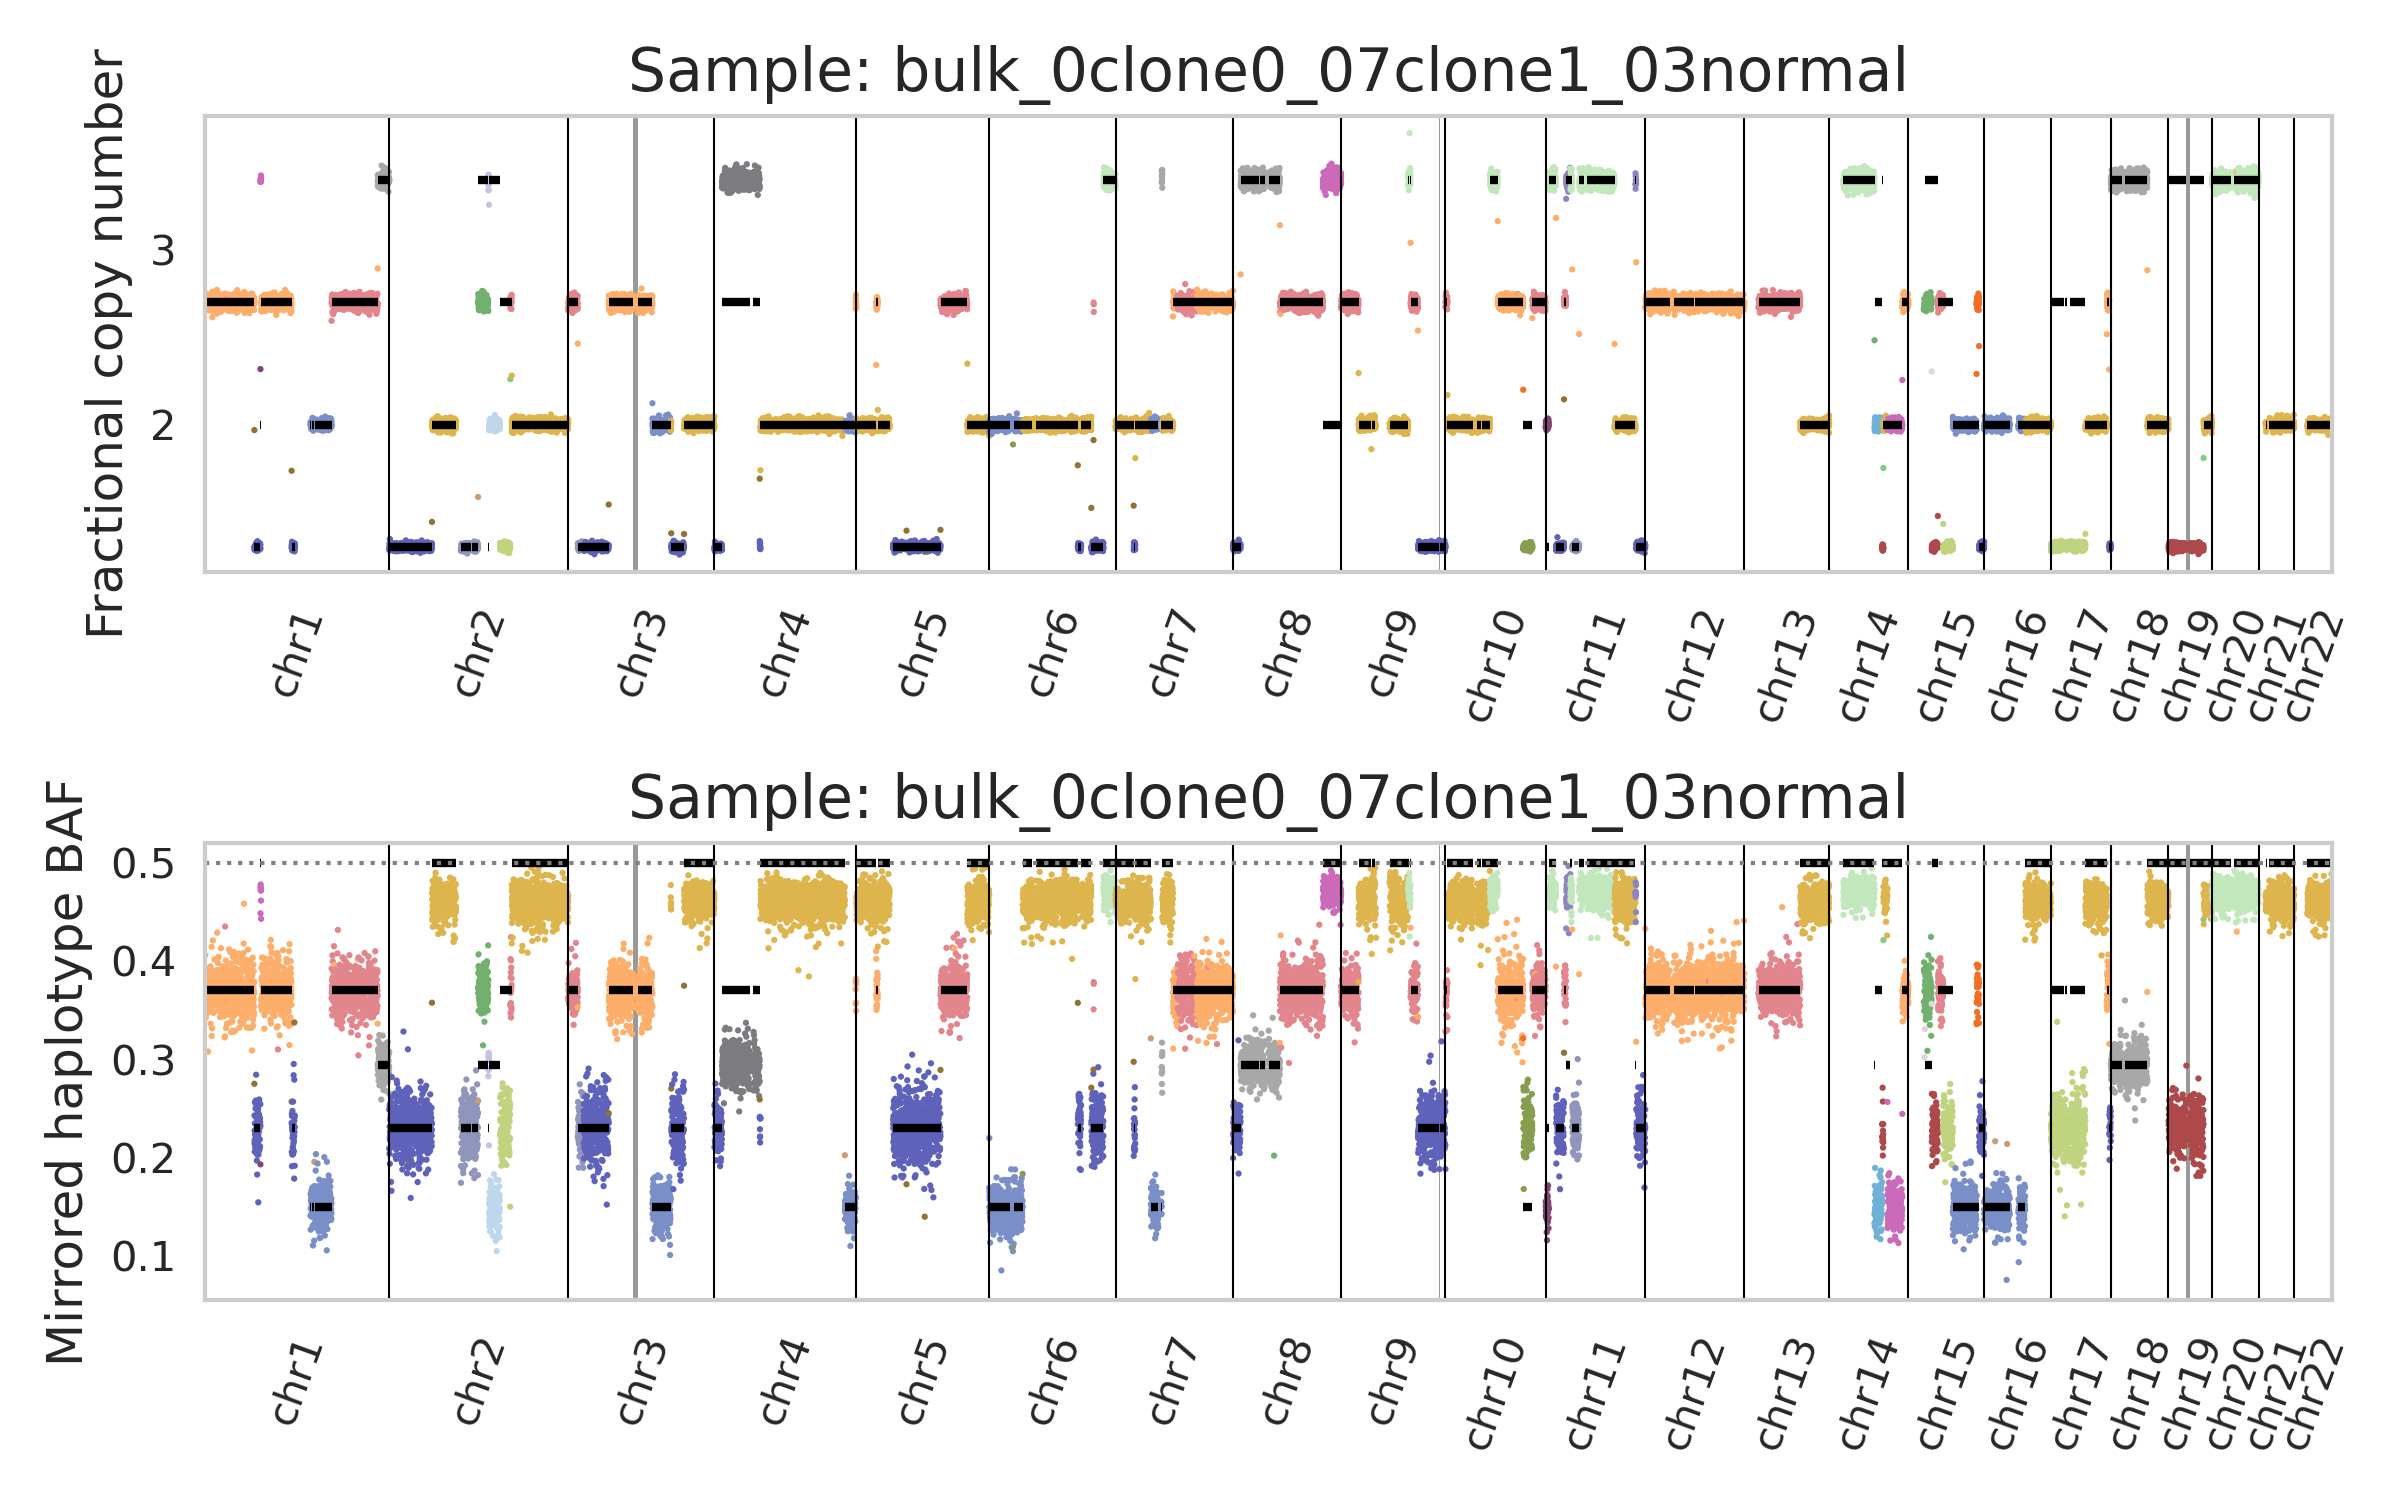 Sample: bulk_0clone0_07clone1_03normal
Fractional copy number
3
2
chr1 chr2 chr3 chr4 chr5 chr6 chr7 chr8 chr9 chr10 chr11 chr12 chr13 chr14 chr15 chr16 chr17 chr18 chr19 chr20 chr21 chr22
Sample: bulk_0clone0_07clone1_03normal
Mirrored haplotype BAF
0.5
0.4
0.3
0.2
0.1
chr1 chr2 chr3 chr4 chr5 chr6 chr7 chr8 chr9 chr10 chr11 chr12 chr13 chr14 chr15 chr16 chr17 chr18 chr19 chr20 chr21 chr22